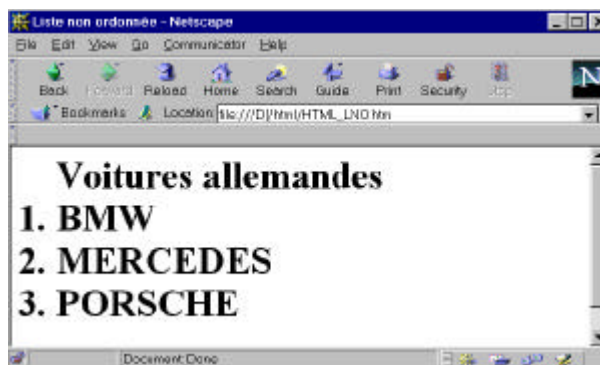 Liste non ordonnée - Netscape
File Edit View Go Communicator Help
Back Forward Reload Home Search Guide Print Security Stop
Bookmarks Location file:///D|/html/HTML_LNO.htm
N
Voitures allemandes
1. BMW
2. MERCEDES
3. PORSCHE
Document: Done